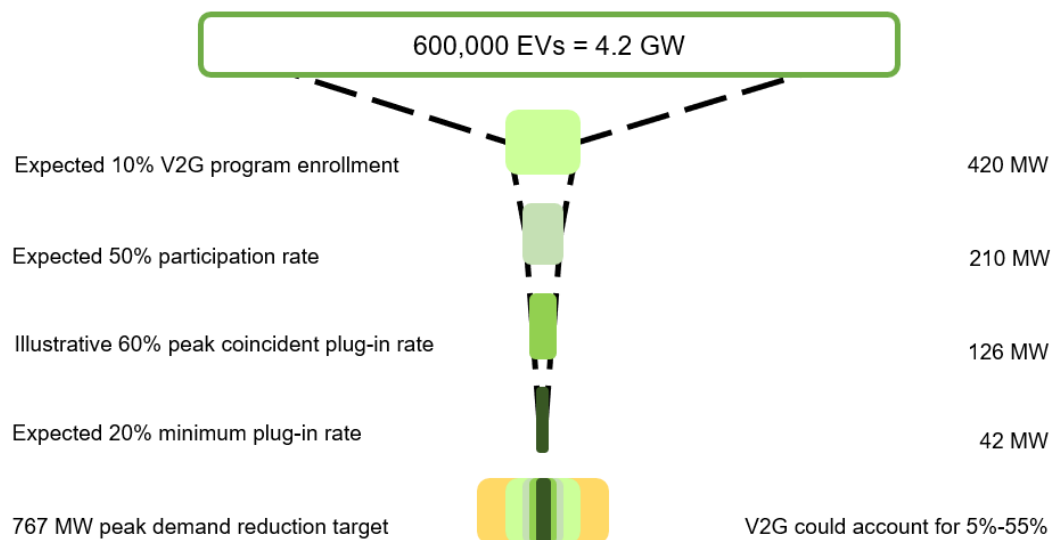 600,000 EVs = 4.2 GW
Expected 10% V2G program enrollment 420 MW
Expected 50% participation rate 210 MW
Illustrative 60% peak coincident plug-in rate 126 MW
Expected 20% minimum plug-in rate 42 MW
767 MW peak demand reduction target V2G could account for 5%-55%